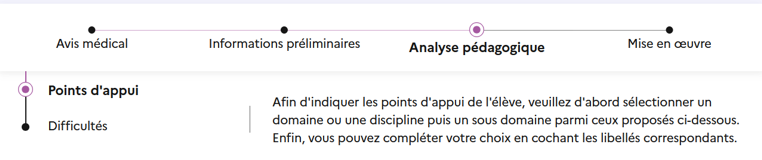 Avis médical
Informations préliminaires
Analyse pédagogique
Mise en œuvre
Points d'appui
Difficultés
Afin d'indiquer les points d'appui de l'élève, veuillez d'abord sélectionner un
domaine ou une discipline puis un sous domaine parmi ceux proposés ci-dessous.
Enfin, vous pouvez compléter votre choix en cochant les libellés correspondants.